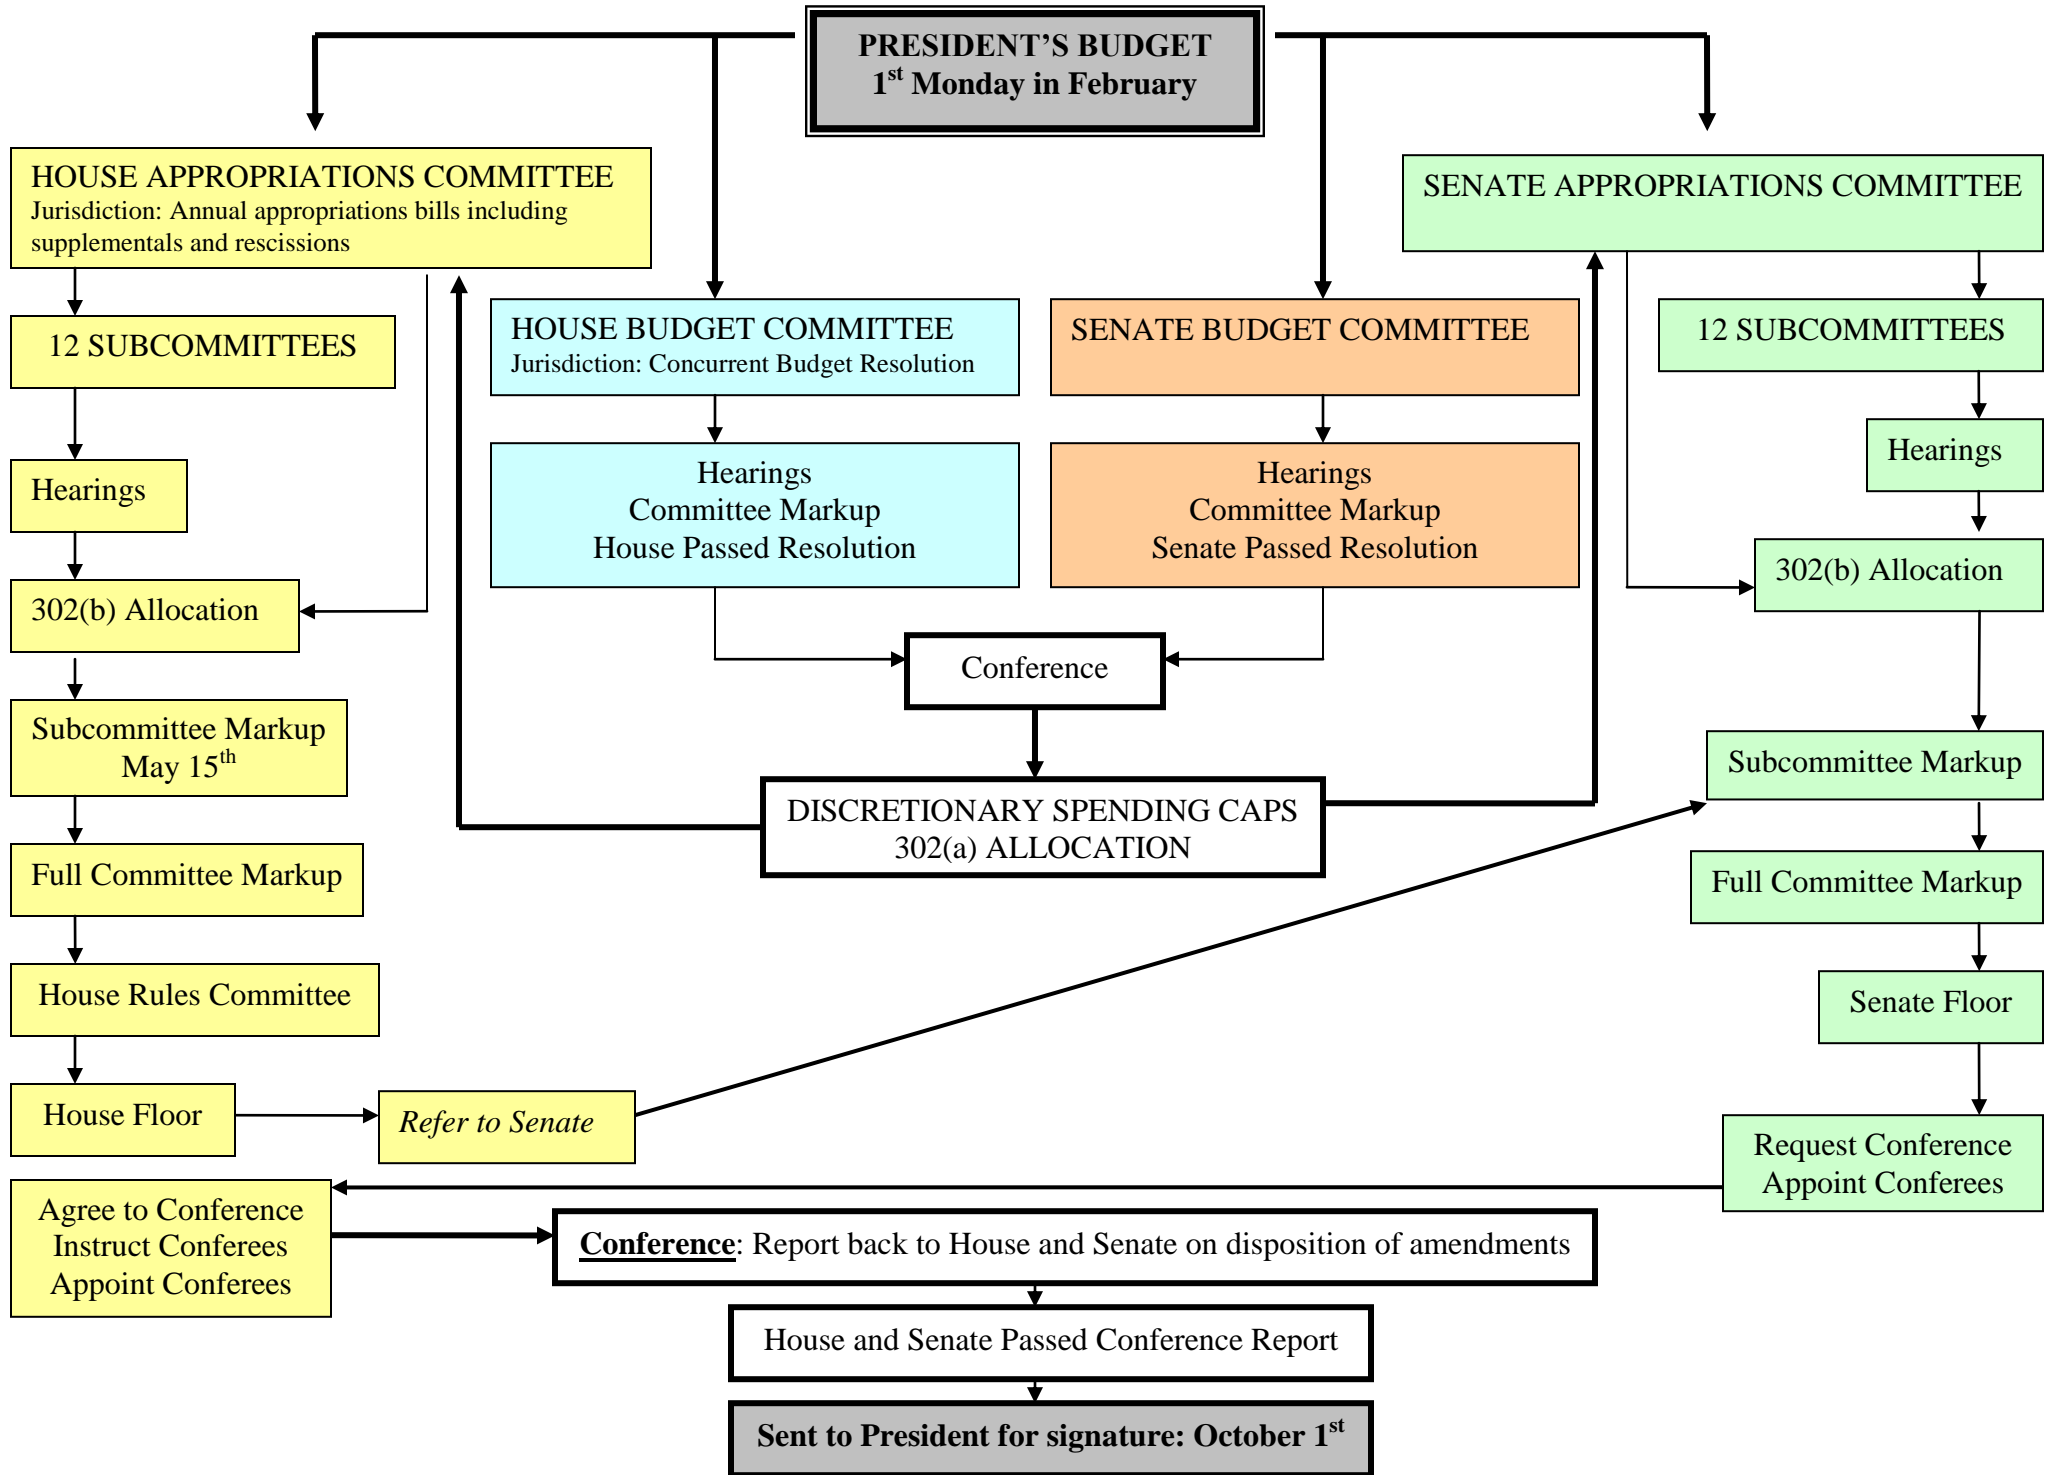 PRESIDENT’S BUDGET
1st Monday in February
HOUSE APPROPRIATIONS COMMITTEE
Jurisdiction: Annual appropriations bills including
supplementals and rescissions
SENATE APPROPRIATIONS COMMITTEE
12 SUBCOMMITTEES
HOUSE BUDGET COMMITTEE
Jurisdiction: Concurrent Budget Resolution
SENATE BUDGET COMMITTEE
12 SUBCOMMITTEES
Hearings
Hearings
Committee Markup
House Passed Resolution
Hearings
Committee Markup
Senate Passed Resolution
Hearings
302(b) Allocation
302(b) Allocation
Conference
Subcommittee Markup
May 15th
Subcommittee Markup
DISCRETIONARY SPENDING CAPS
302(a) ALLOCATION
Full Committee Markup
Full Committee Markup
House Rules Committee
Senate Floor
House Floor
Refer to Senate
Request Conference
Appoint Conferees
Agree to Conference
Instruct Conferees
Appoint Conferees
Conference: Report back to House and Senate on disposition of amendments
House and Senate Passed Conference Report
Sent to President for signature: October 1st